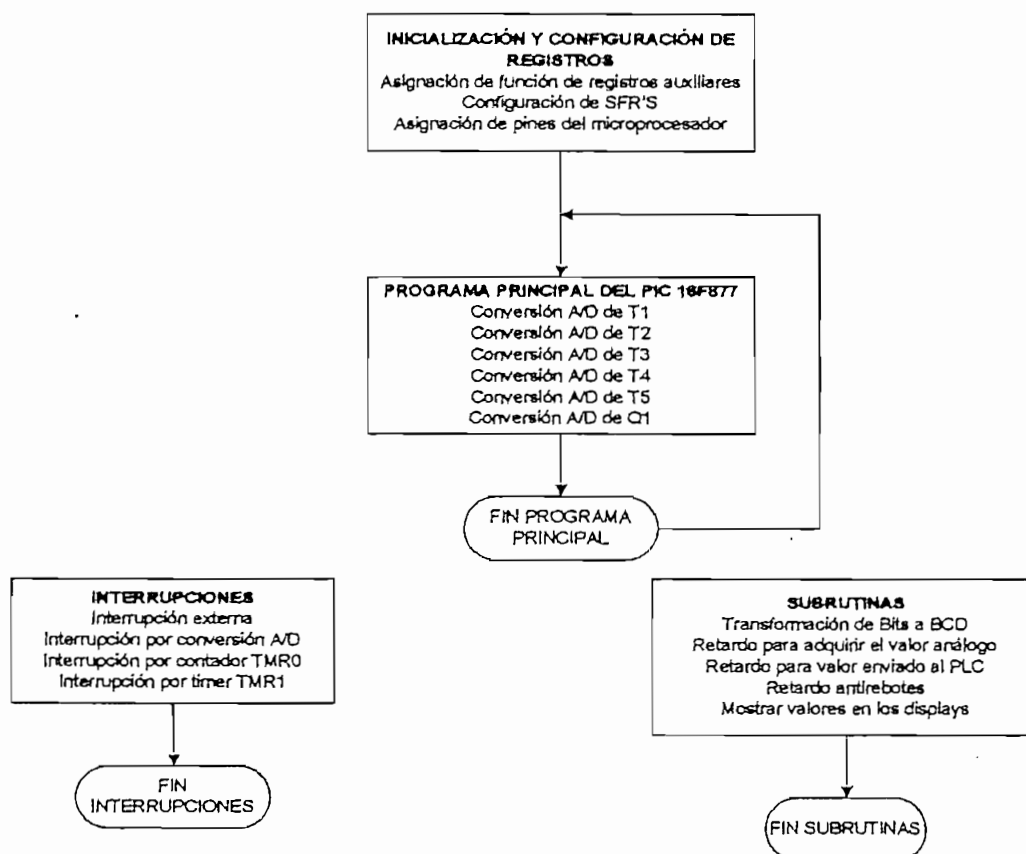 INICIALIZACIÓN Y CONFIGURACIÓN DE
REGISTROS
Asignación de función de registros auxiliares
Configuración de SFR'S
Asignación de pines del microprocesador
PROGRAMA PRINCIPAL DEL PIC 16F877
Conversión A/D de T1
Conversión A/D de T2
Conversión A/D de T3
Conversión A/D de T4
Conversión A/D de T5
Conversión A/D de Q1
FIN PROGRAMA
PRINCIPAL
INTERRUPCIONES
Interrupción externa
Interrupción por conversión A/D
Interrupción por contador TMR0
Interrupción por timer TMR1
FIN
INTERRUPCIONES
SUBRUTINAS
Transformación de Bits a BCD
Retardo para adquirir el valor análogo
Retardo para valor enviado al PLC
Retardo antirebotes
Mostrar valores en los displays
FIN SUBRUTINAS